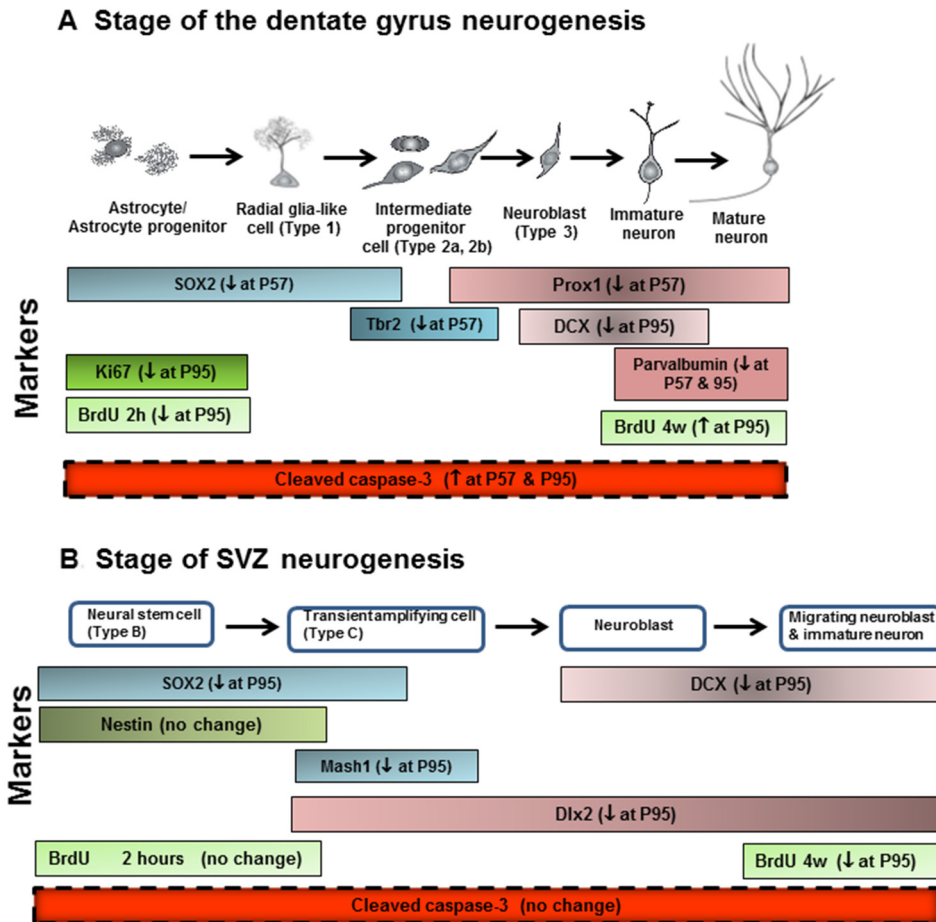 A Stage of the dentate gyrus neurogenesis
Astrocyte/
Astrocyte progenitor
Radial glia-like
cell (Type 1)
Intermediate
progenitor
cell (Type 2a, 2b)
Neuroblast
(Type 3)
Immature
neuron
Mature
neuron
Markers
SOX2 (↓ at P57)
Prox1 (↓ at P57)
Tbr2 (↓at P57)
DCX (↓ at P95)
Ki67 (↓ at P95)
Parvalbumin (↓ at
P57 & 95)
BrdU 2h (↓ at P95)
BrdU 4w (↑ at P95)
Cleaved caspase-3 (↑ at P57 & P95)
B Stage of SVZ neurogenesis
Neural stem cell
(Type B)
Transient amplifying cell
(Type C)
Neuroblast
Migrating neuroblast
& immature neuron
Markers
SOX2 (↓ at P95)
DCX (↓ at P95)
Nestin (no change)
Mash1 (↓ at P95)
Dlx2 (↓ at P95)
BrdU 2 hours (no change)
BrdU 4w (↓ at P95)
Cleaved caspase-3 (no change)